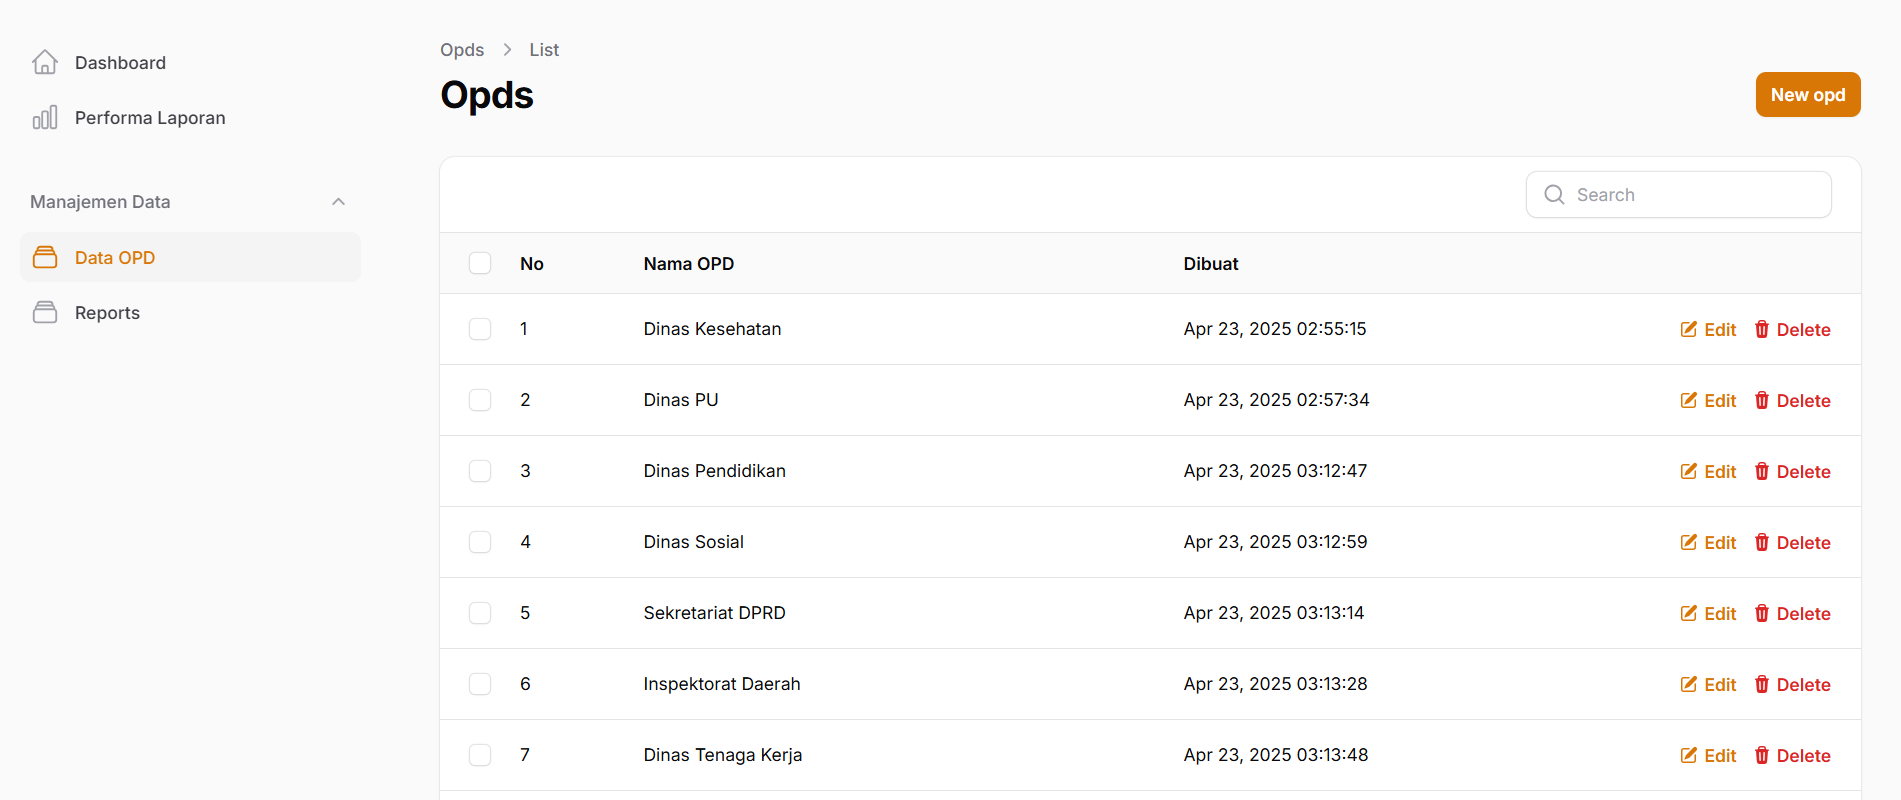 Dashboard
Performa Laporan
Manajemen Data
Data OPD
Reports
Opds > List
Opds
New opd
Search
No Nama OPD Dibuat
1 Dinas Kesehatan Apr 23, 2025 02:55:15 Edit Delete
2 Dinas PU Apr 23, 2025 02:57:34 Edit Delete
3 Dinas Pendidikan Apr 23, 2025 03:12:47 Edit Delete
4 Dinas Sosial Apr 23, 2025 03:12:59 Edit Delete
5 Sekretariat DPRD Apr 23, 2025 03:13:14 Edit Delete
6 Inspektorat Daerah Apr 23, 2025 03:13:28 Edit Delete
7 Dinas Tenaga Kerja Apr 23, 2025 03:13:48 Edit Delete